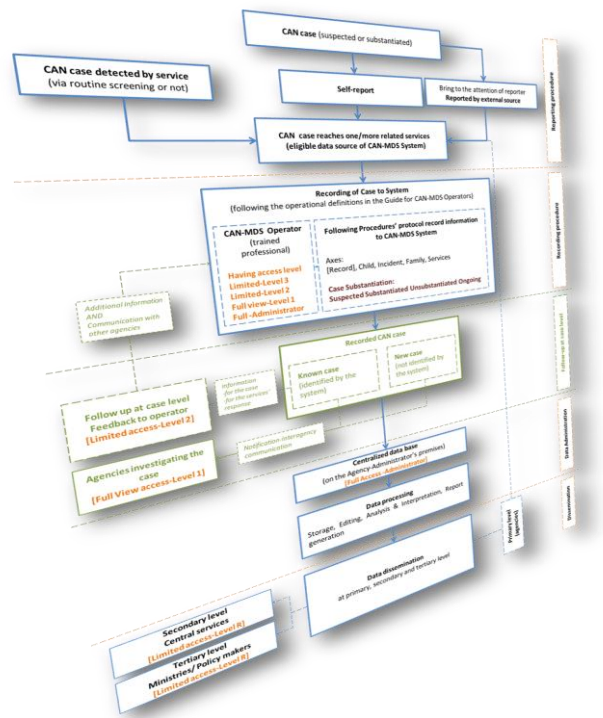 CAN case (suspected or substantiated)
CAN case detected by service
(via routine screening or not)
Self-report
Bring to the attention of reporter
Reported by external source
CAN case reaches one/more related services
(eligible data source of CAN-MDS System)
Reporting procedure
Recording of Case to System
(following the operational definitions in the Guide for CAN-MDS Operators)
CAN-MDS Operator
(trained
professional)
Having access level
Limited-Level 3
Limited-Level 2
Full view-Level 1
Full -Administrator
Following Procedures' protocol record information
to CAN-MDS System
Axes:
[Record], Child, Incident, Family, Services
Case Substantiation:
Suspected Substantiated Unsubstantiated Ongoing
Recording procedure
Additional information
AND
Communication with
other agencies
Recorded CAN case
Known case
(identified by the
system)
New case
(not identified by
the system)
Information
for the case
for the services'
response
Follow up at case level
Feedback to operator
[Limited access-Level 2]
Notification-Interagency
communication
Agencies investigating the
case
[Full View access-Level 1]
Follow up at case level
Centralized data base
(on the Agency-Administrator's premises)
[Full Access -Administrator]
Data Administration
Data processing
Storage, Editing, Analysis & Interpretation, Report
generation
Data dissemination
at primary, secondary and tertiary level
Primary level
(agencies)
Dissemination
Secondary level
Central services
[Limited access-Level R]
Tertiary level
Ministries/ Policy makers
[Limited access-Level R]